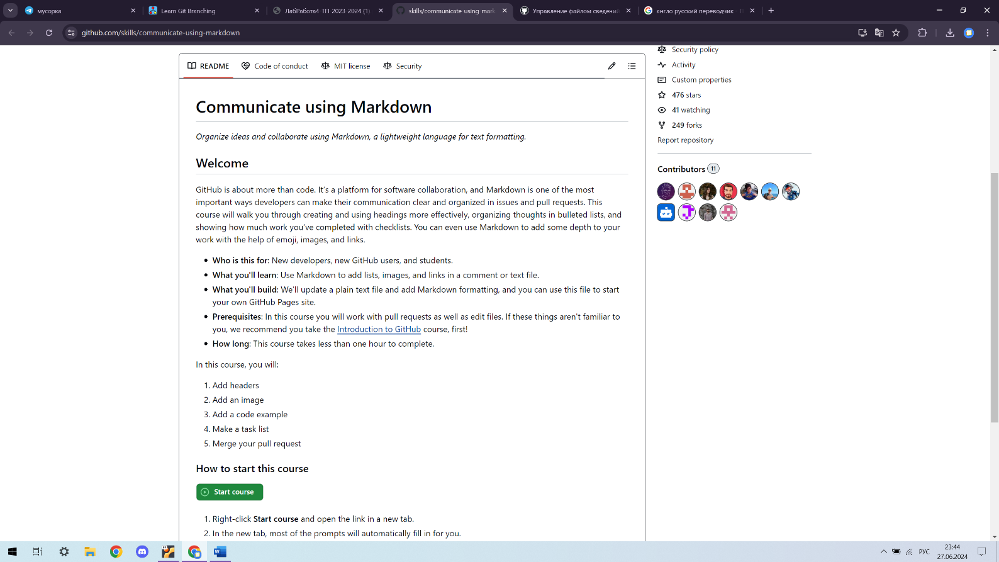 мусорка
Learn Git Branching
ЛабРабота4-ТП-2023-2024 (1).
skills/communicate-using-mark
Управление файлом сведений
англо русский переводчик - П
github.com/skills/communicate-using-markdown
README
Code of conduct
MIT license
Security
Communicate using Markdown
Organize ideas and collaborate using Markdown, a lightweight language for text formatting.
Welcome
GitHub is about more than code. It's a platform for software collaboration, and Markdown is one of the most
important ways developers can make their communication clear and organized in issues and pull requests. This
course will walk you through creating and using headings more effectively, organizing thoughts in bulleted lists, and
showing how much work you've completed with checklists. You can even use Markdown to add some depth to your
work with the help of emoji, images, and links.
Who is this for: New developers, new GitHub users, and students.
What you'll learn: Use Markdown to add lists, images, and links in a comment or text file.
What you'll build: We'll update a plain text file and add Markdown formatting, and you can use this file to start
your own GitHub Pages site.
Prerequisites: In this course you will work with pull requests as well as edit files. If these things aren't familiar to
you, we recommend you take the Introduction to GitHub course, first!
How long: This course takes less than one hour to complete.
In this course, you will:
1. Add headers
2. Add an image
3. Add a code example
4. Make a task list
5. Merge your pull request
How to start this course
Start course
1. Right-click Start course and open the link in a new tab.
2. In the new tab, most of the prompts will automatically fill in for you.
Security policy
Activity
Custom properties
476 stars
41 watching
249 forks
Report repository
Contributors 11
РУС
23:44
27.06.2024